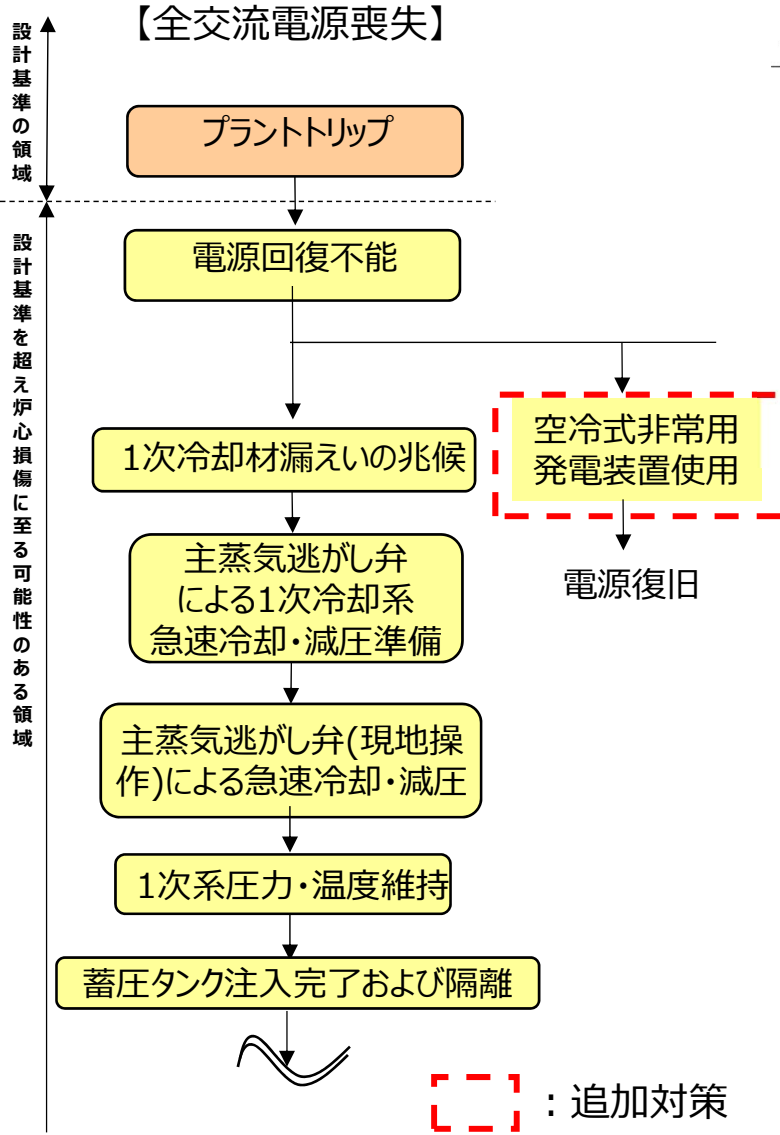 【全交流電源喪失】
設計基準の領域
プラントトリップ
設計基準を超え炉心損傷に至る可能性のある領域
電源回復不能
1次冷却材漏えいの兆候
空冷式非常用
発電装置使用
主蒸気逃がし弁
による1次冷却系
急速冷却・減圧準備
電源復旧
主蒸気逃がし弁(現地操
作)による急速冷却・減圧
1次系圧力・温度維持
蓄圧タンク注入完了および隔離
：追加対策